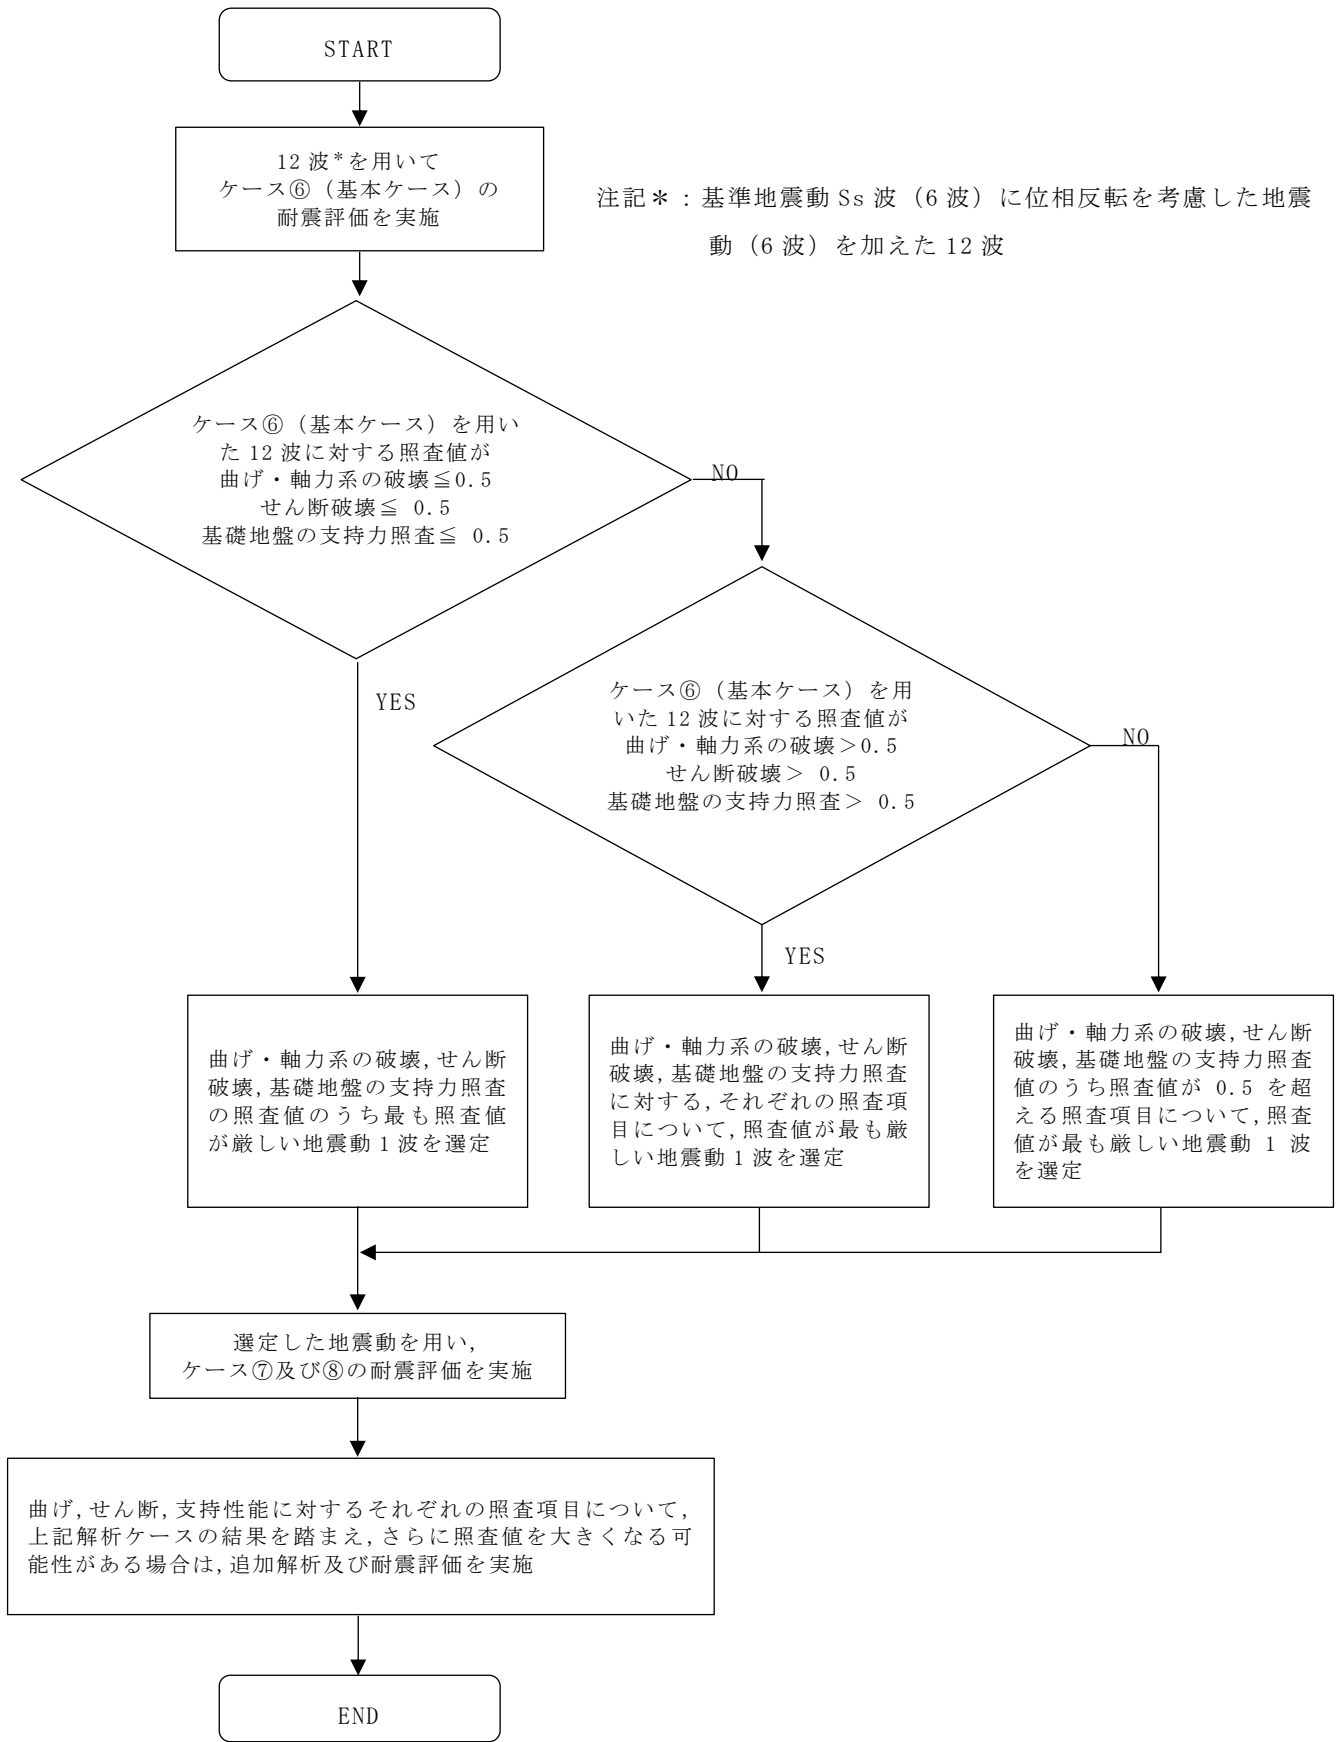 START
12 波*を用いて
ケース⑥（基本ケース）の
耐震評価を実施
注記＊：基準地震動 Ss 波（6 波）に位相反転を考慮した地震
動（6 波）を加えた 12 波
ケース⑥（基本ケース）を用い
た 12 波に対する照査値が
曲げ・軸力系の破壊≦0.5
せん断破壊≦ 0.5
基礎地盤の支持力照査≦ 0.5
NO
YES
ケース⑥（基本ケース）を用
いた 12 波に対する照査値が
曲げ・軸力系の破壊＞0.5
せん断破壊＞ 0.5
基礎地盤の支持力照査＞ 0.5
NO
YES
曲げ・軸力系の破壊,せん断
破壊,基礎地盤の支持力照査
の照査値のうち最も照査値
が厳しい地震動 1 波を選定
曲げ・軸力系の破壊,せん断
破壊,基礎地盤の支持力照査
に対する,それぞれの照査項
目について,照査値が最も厳
しい地震動 1 波を選定
曲げ・軸力系の破壊,せん断
破壊,基礎地盤の支持力照査
値のうち照査値が 0.5 を超
える照査項目について,照査
値が最も厳しい地震動 1 波
を選定
選定した地震動を用い,
ケース⑦及び⑧の耐震評価を実施
曲げ,せん断,支持性能に対するそれぞれの照査項目について,
上記解析ケースの結果を踏まえ,さらに照査値を大きくなる可
能性がある場合は,追加解析及び耐震評価を実施
END